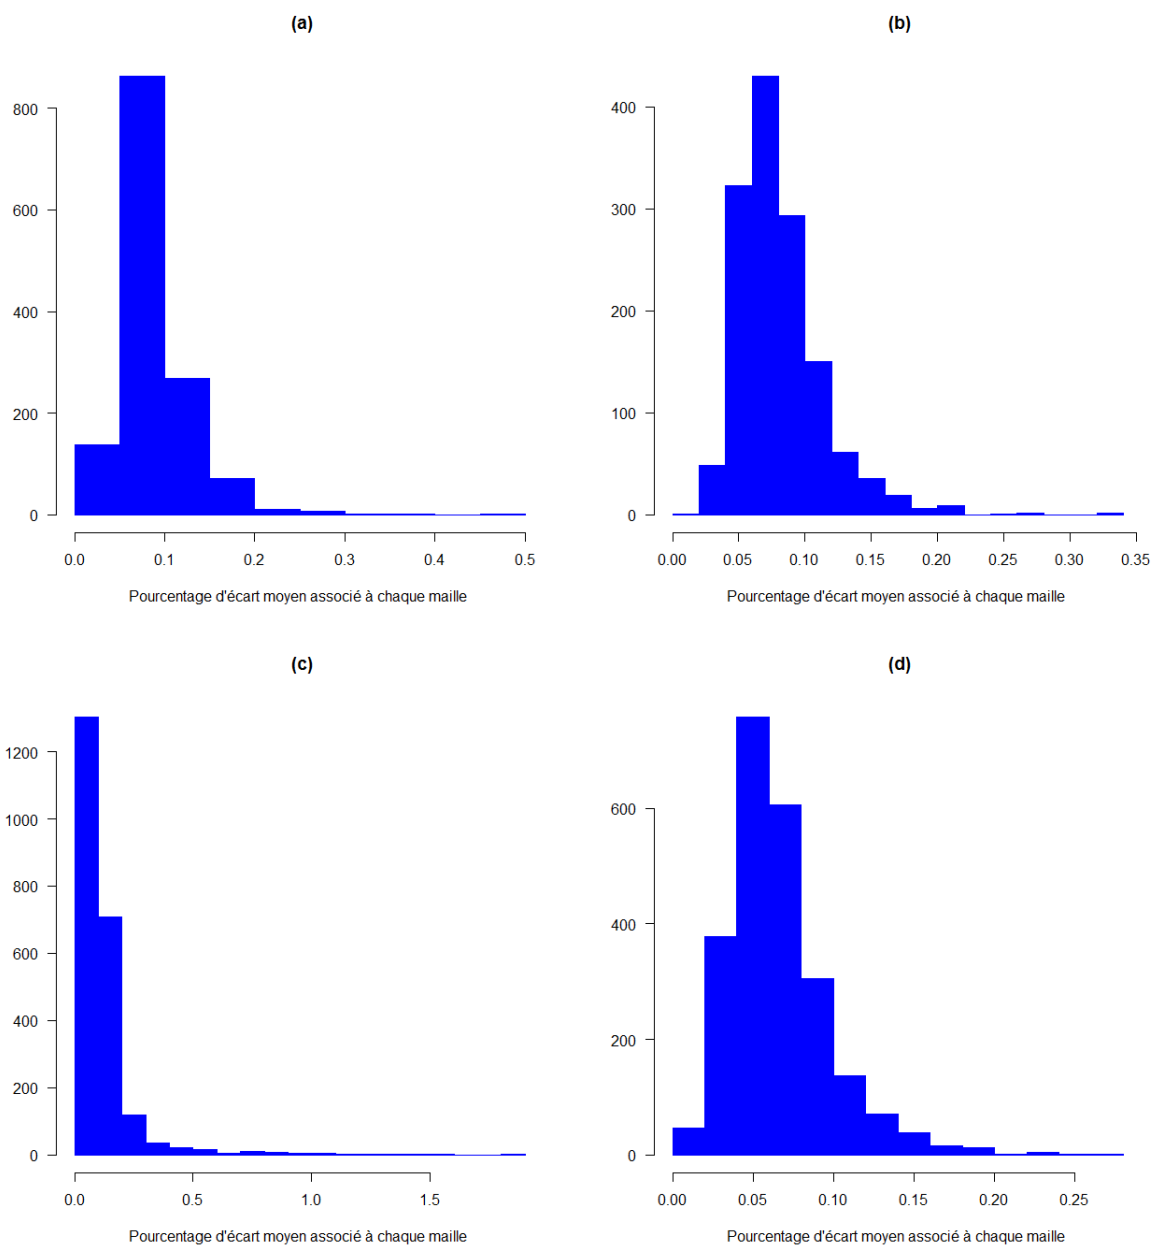 (a)
800
600
400
200
0
0.0 0.1 0.2 0.3 0.4 0.5
Pourcentage d'écart moyen associé à chaque maille
(b)
400
300
200
100
0
0.00 0.05 0.10 0.15 0.20 0.25 0.30 0.35
Pourcentage d'écart moyen associé à chaque maille
(c)
1200
1000
800
600
400
200
0
0.0 0.5 1.0 1.5
Pourcentage d'écart moyen associé à chaque maille
(d)
600
400
200
0
0.00 0.05 0.10 0.15 0.20 0.25
Pourcentage d'écart moyen associé à chaque maille